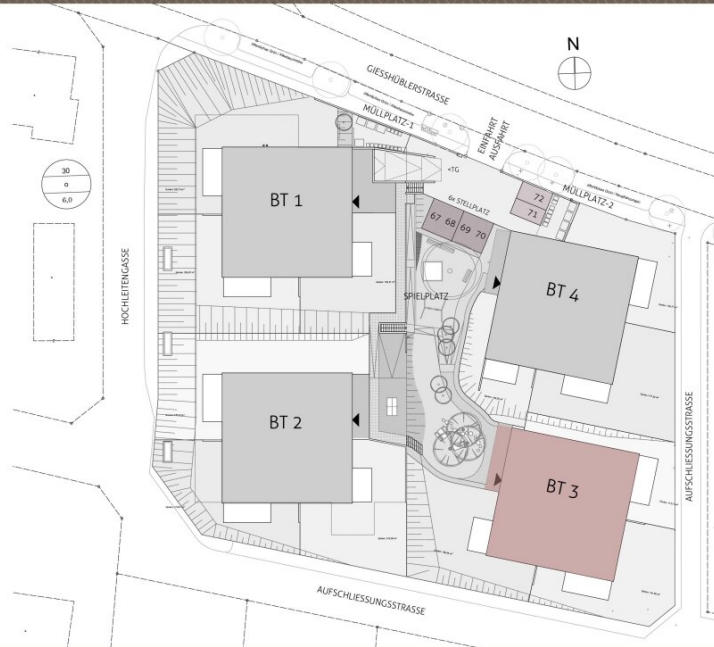 N
GIESSHÜBLERSTRASSE
MÜLLPLATZ-1
EINFAHRT
AUSFAHRT
MÜLLPLATZ-2
<TG
30
o
6,0
BT 1
6x STELLPLATZ
67 68 69 70
72
71
HOCHLEITENGASSE
SPIELPLATZ
BT 4
BT 2
BT 3
AUFSCHLIESSUNGSSTRASSE
AUFSCHLIESSUNGSSTRASSE